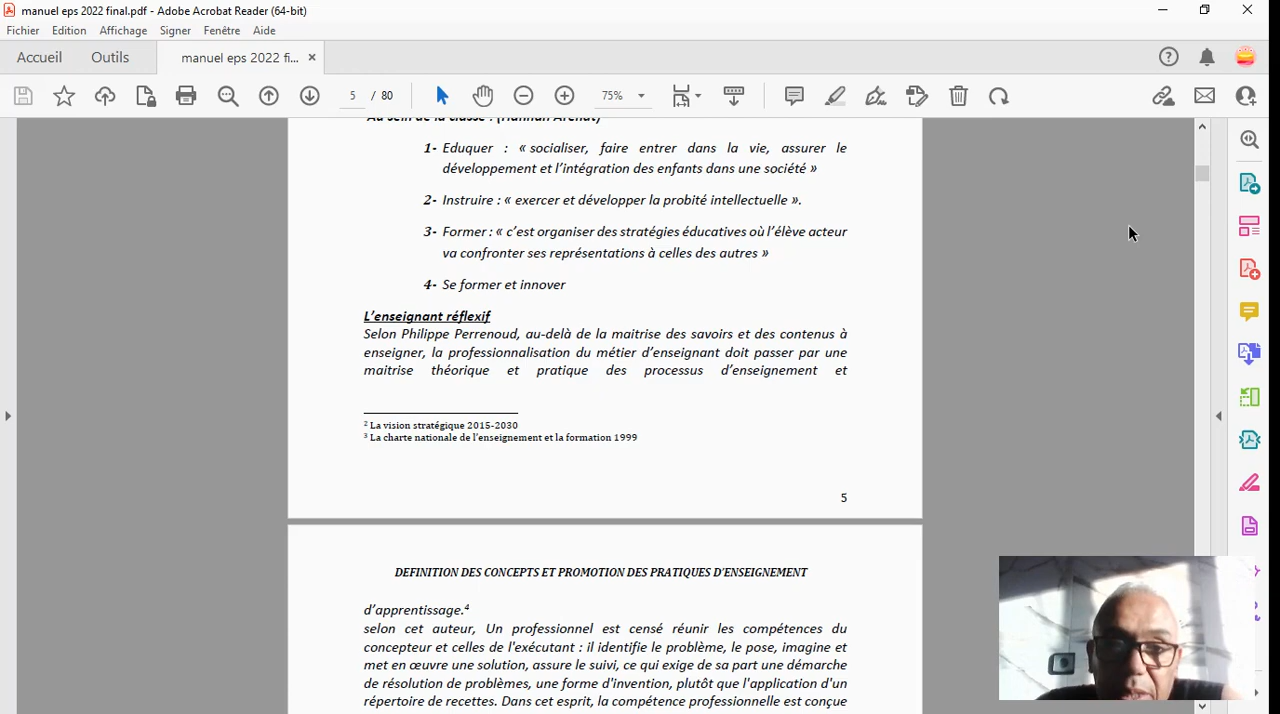 manuel eps 2022 final.pdf - Adobe Acrobat Reader (64-bit)
Fichier Edition Affichage Signer Fenêtre Aide
Accueil Outils manuel eps 2022 fi... ×
5 / 80 75%
Au sein de la classe : (Hannah Arendt)
1- Eduquer : « socialiser, faire entrer dans la vie, assurer le
développement et l'intégration des enfants dans une société »
2- Instruire : « exercer et développer la probité intellectuelle ».
3- Former : « c'est organiser des stratégies éducatives où l'élève acteur
va confronter ses représentations à celles des autres »
4- Se former et innover
L'enseignant réflexif
Selon Philippe Perrenoud, au-delà de la maitrise des savoirs et des contenus à
enseigner, la professionnalisation du métier d'enseignant doit passer par une
maitrise théorique et pratique des processus d'enseignement et
2 La vision stratégique 2015-2030
3 La charte nationale de l'enseignement et la formation 1999
5
DEFINITION DES CONCEPTS ET PROMOTION DES PRATIQUES D'ENSEIGNEMENT
d'apprentissage.4
selon cet auteur, Un professionnel est censé réunir les compétences du
concepteur et celles de l'exécutant : il identifie le problème, le pose, imagine et
met en œuvre une solution, assure le suivi, ce qui exige de sa part une démarche
de résolution de problèmes, une forme d'invention, plutôt que l'application d'un
répertoire de recettes. Dans cet esprit, la compétence professionnelle est conçue